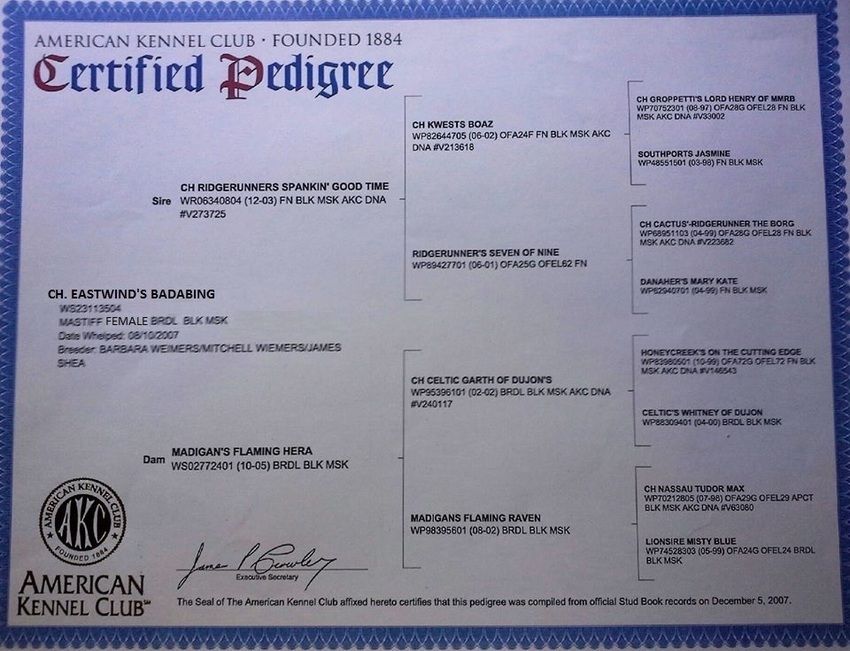 AMERICAN KENNEL CLUB · FOUNDED 1884
Certified Pedigree
CH GROPPETTI'S LORD HENRY OF MMRB
WP70752301 (08-97) OFA28G OFEL28 FN BLK
MSK AKC DNA #V33002
CH KWESTS BOAZ
WP82644705 (06-02) OFA24F FN BLK MSK AKC
DNA #V213618
SOUTHPORTS JASMINE
WP48551501 (03-98) FN BLK MSK
CH RIDGERUNNERS SPANKIN' GOOD TIME
Sire WR06340804 (12-03) FN BLK MSK AKC DNA
#V273725
CH CACTUS'-RIDGERUNNER THE BORG
WP68951103 (04-99) OFA28G OFEL28 FN BLK
MSK AKC DNA #V223682
RIDGERUNNER'S SEVEN OF NINE
WP89427701 (06-01) OFA25G OFEL62 FN
DANAHER'S MARY KATE
WP62940701 (04-99) FN BLK MSK
CH. EASTWIND'S BADABING
WS23113504
MASTIFF FEMALE BRDL BLK MSK
Date Whelped: 08/10/2007
Breeder: BARBARA WEIMERS/MITCHELL WIEMERS/JAMES
SHEA
HONEYCREEK'S ON THE CUTTING EDGE
WP83980501 (10-99) OFA72G OFEL72 FN BLK
MSK AKC DNA #V146543
CH CELTIC GARTH OF DUJON'S
WP95396101 (02-02) BRDL BLK MSK AKC DNA
#V240117
CELTIC'S WHITNEY OF DUJON
WP88309401 (04-00) BRDL BLK MSK
MADIGAN'S FLAMING HERA
Dam WS02772401 (10-05) BRDL BLK MSK
CH NASSAU TUDOR MAX
WP70212805 (07-98) OFA29G OFEL29 APCT
BLK MSK AKC DNA #V63080
MADIGANS FLAMING RAVEN
WP98395601 (08-02) BRDL BLK MSK
LIONSIRE MISTY BLUE
WP74528303 (05-99) OFA24G OFEL24 BRDL
BLK MSK
AMERICAN KENNEL CLUB
AKC
FOUNDED 1884
James P. Crowley
Executive Secretary
AMERICAN
KENNEL CLUB℠
The Seal of The American Kennel Club affixed hereto certifies that this pedigree was compiled from official Stud Book records on December 5, 2007.